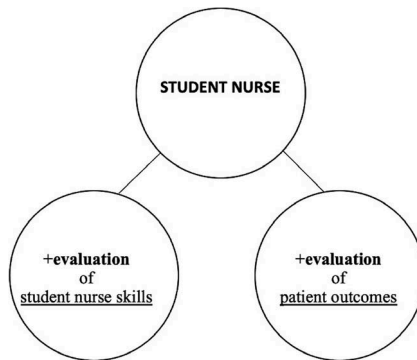 STUDENT NURSE
+evaluation
of
student nurse skills
+evaluation
of
patient outcomes